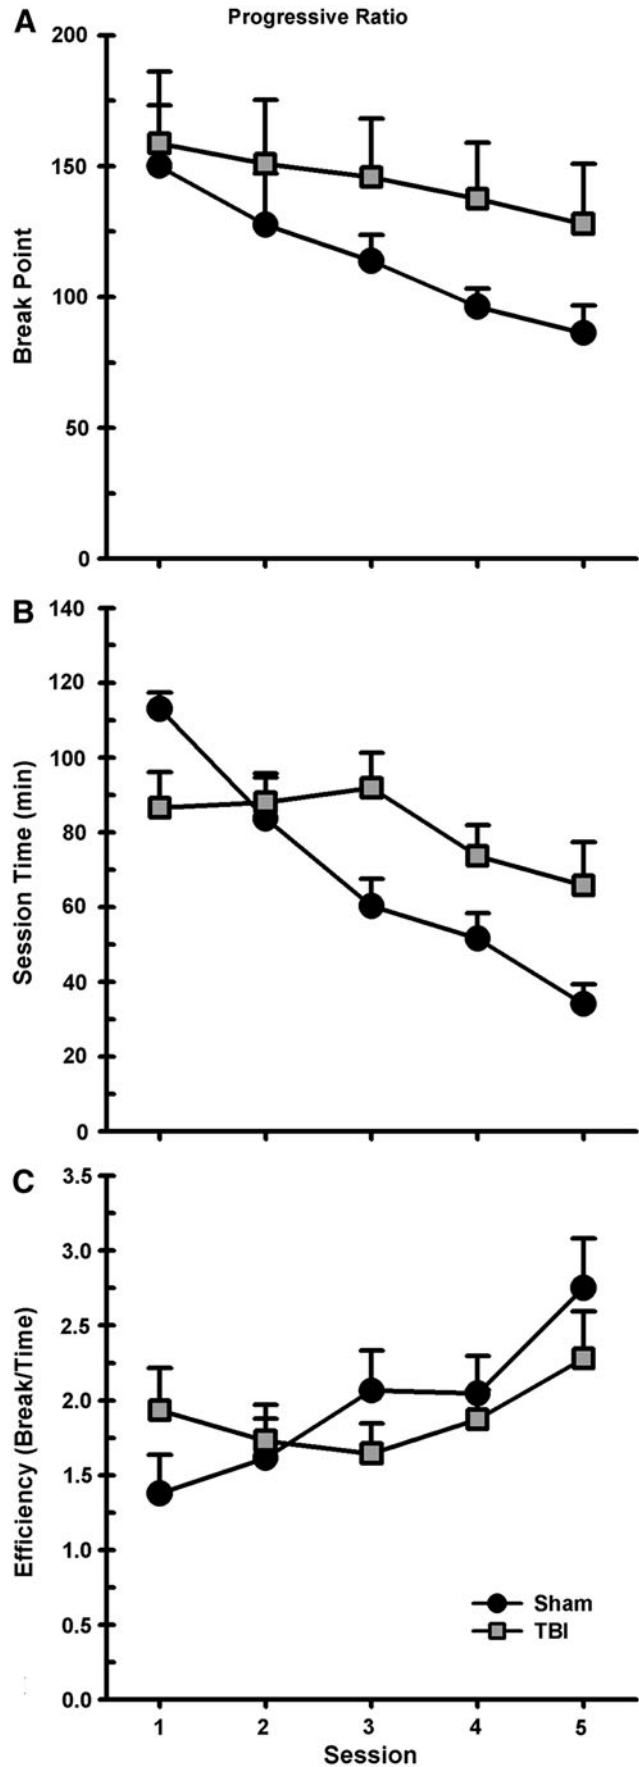 A
Progressive Ratio
200
150
100
50
0
Break Point
B
140
120
100
80
60
40
20
0
Session Time (min)
C
3.5
3.0
2.5
2.0
1.5
1.0
0.5
0.0
Efficiency (Break/Time)
Sham
TBI
1 2 3 4 5
Session